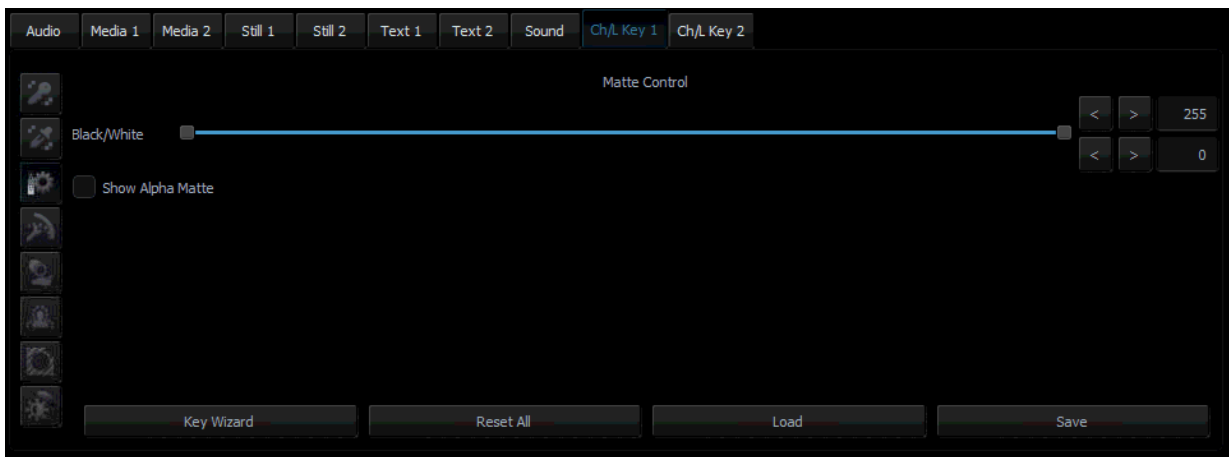 Audio Media 1 Media 2 Still 1 Still 2 Text 1 Text 2 Sound Ch/L Key 1 Ch/L Key 2
Matte Control
< > 255
Black/White
< > 0
Show Alpha Matte
Key Wizard Reset All Load Save